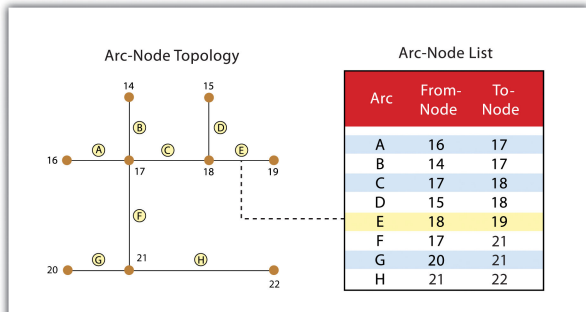 Arc-Node Topology
14 15
B D
16 A C E
17 18 19
F
20 G 21 H
22
Arc-Node List
Arc From-Node To-Node
A 16 17
B 14 17
C 17 18
D 15 18
E 18 19
F 17 21
G 20 21
H 21 22